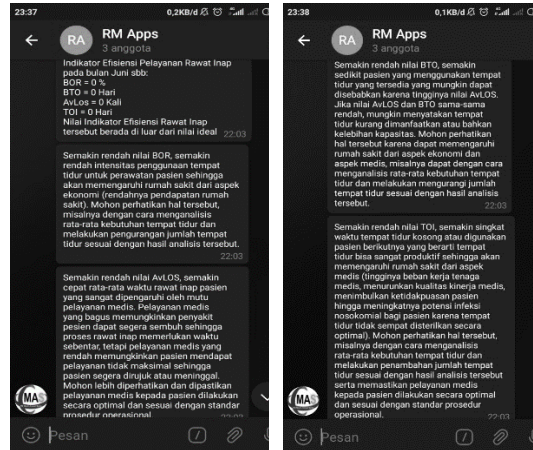 23:37
0,2KB/d
RA
RM Apps
3 anggota
Indikator Efisiensi Pelayanan Rawat Inap
pada bulan Juni sbb:
BOR = 0 %
BTO = 0 Hari
AvLos = 0 Kali
TOI = 0 Hari
Nilai Indikator Efisiensi Rawat Inap
tersebut berada di luar dari nilai ideal 22:03
Semakin rendah nilai BOR, semakin
rendah intensitas penggunaan tempat
tidur untuk perawatan pasien sehingga
akan memengaruhi rumah sakit dari aspek
ekonomi (rendahnya pendapatan rumah
sakit). Mohon perhatikan hal tersebut,
misalnya dengan cara menganalisis
rata-rata kebutuhan tempat tidur dan
melakukan pengurangan jumlah tempat
tidur sesuai dengan hasil analisis tersebut.
22:03
Semakin rendah nilai AvLOS, semakin
cepat rata-rata waktu rawat inap pasien
yang sangat dipengaruhi oleh mutu
pelayanan medis. Pelayanan medis
yang bagus memungkinkan penyakit
pasien dapat segera sembuh sehingga
proses rawat inap memerlukan waktu
sebentar, tetapi pelayanan medis yang
rendah memungkinkan pasien mendapat
pelayanan tidak maksimal sehingga
pasien segera dirujuk atau meninggal.
Mohon lebih diperhatikan dan dipastikan
pelayanan medis kepada pasien dilakukan
secara optimal dan sesuai dengan standar
prosedur operasional. 22:03
MAS
Pesan
23:38
0,1KB/d
RA
RM Apps
3 anggota
Semakin rendah nilai BTO, semakin
sedikit pasien yang menggunakan tempat
tidur yang tersedia yang mungkin dapat
disebabkan karena tingginya nilai AvLOS.
Jika nilai AvLOS dan BTO sama-sama
rendah, mungkin menyatakan tempat
tidur kurang dimanfaatkan atau bahkan
kelebihan kapasitas. Mohon perhatikan
hal tersebut karena dapat memengaruhi
rumah sakit dari aspek ekonomi dan
aspek medis, misalnya dapat dengan cara
menganalisis rata-rata kebutuhan tempat
tidur dan melakukan mengurangi jumlah
tempat tidur sesuai dengan hasil analisis
tersebut. 22:03
Semakin rendah nilai TOI, semakin singkat
waktu tempat tidur kosong atau digunakan
pasien berikutnya yang berarti tempat
tidur bisa sangat produktif sehingga akan
memengaruhi rumah sakit dari aspek
medis (tingginya beban kerja tenaga
medis, menurunkan kualitas kinerja medis,
menimbulkan ketidakpuasan pasien
hingga meningkatnya potensi infeksi
nosokomial bagi pasien karena tempat
tidur tidak sempat disterilkan secara
optimal). Mohon perhatikan hal tersebut,
misalnya dengan cara menganalisis
rata-rata kebutuhan tempat tidur dan
melakukan penambahan jumlah tempat
tidur sesuai dengan hasil analisis tersebut
serta memastikan pelayanan medis
kepada pasien dilakukan secara optimal
dan sesuai dengan standar prosedur
operasional. 22:03
MAS
Pesan